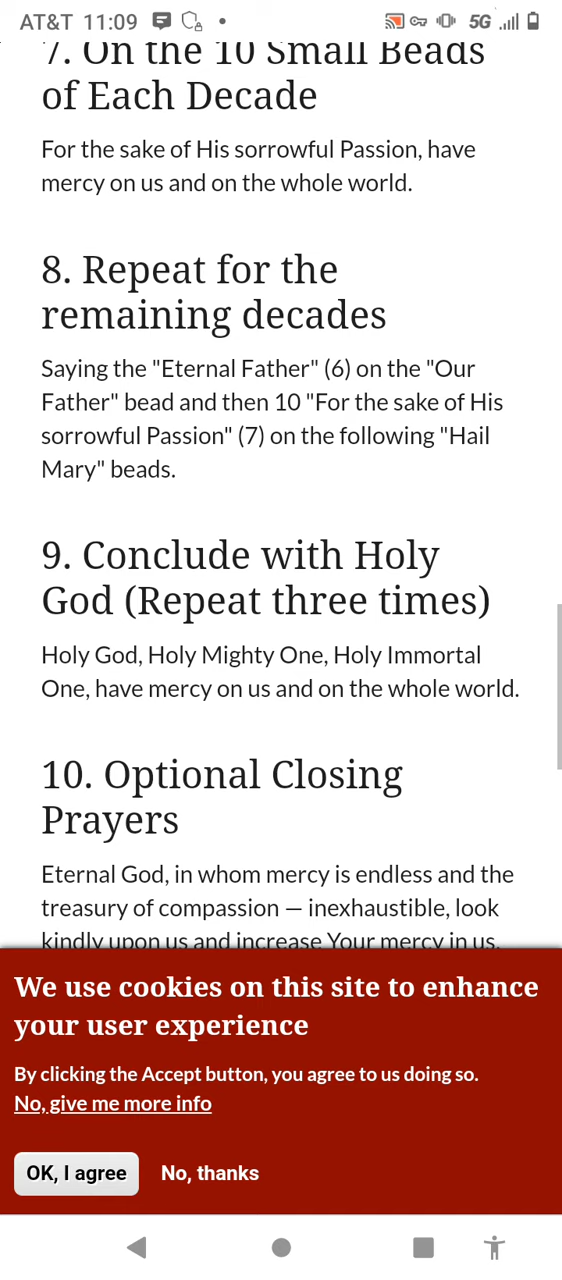 AT&T 11:09
5G
7. On the 10 Small Beads
of Each Decade
For the sake of His sorrowful Passion, have
mercy on us and on the whole world.
8. Repeat for the
remaining decades
Saying the "Eternal Father" (6) on the "Our
Father" bead and then 10 "For the sake of His
sorrowful Passion" (7) on the following "Hail
Mary" beads.
9. Conclude with Holy
God (Repeat three times)
Holy God, Holy Mighty One, Holy Immortal
One, have mercy on us and on the whole world.
10. Optional Closing
Prayers
Eternal God, in whom mercy is endless and the
treasury of compassion — inexhaustible, look
kindly upon us and increase Your mercy in us,
We use cookies on this site to enhance
your user experience
By clicking the Accept button, you agree to us doing so.
No, give me more info
OK, I agree
No, thanks